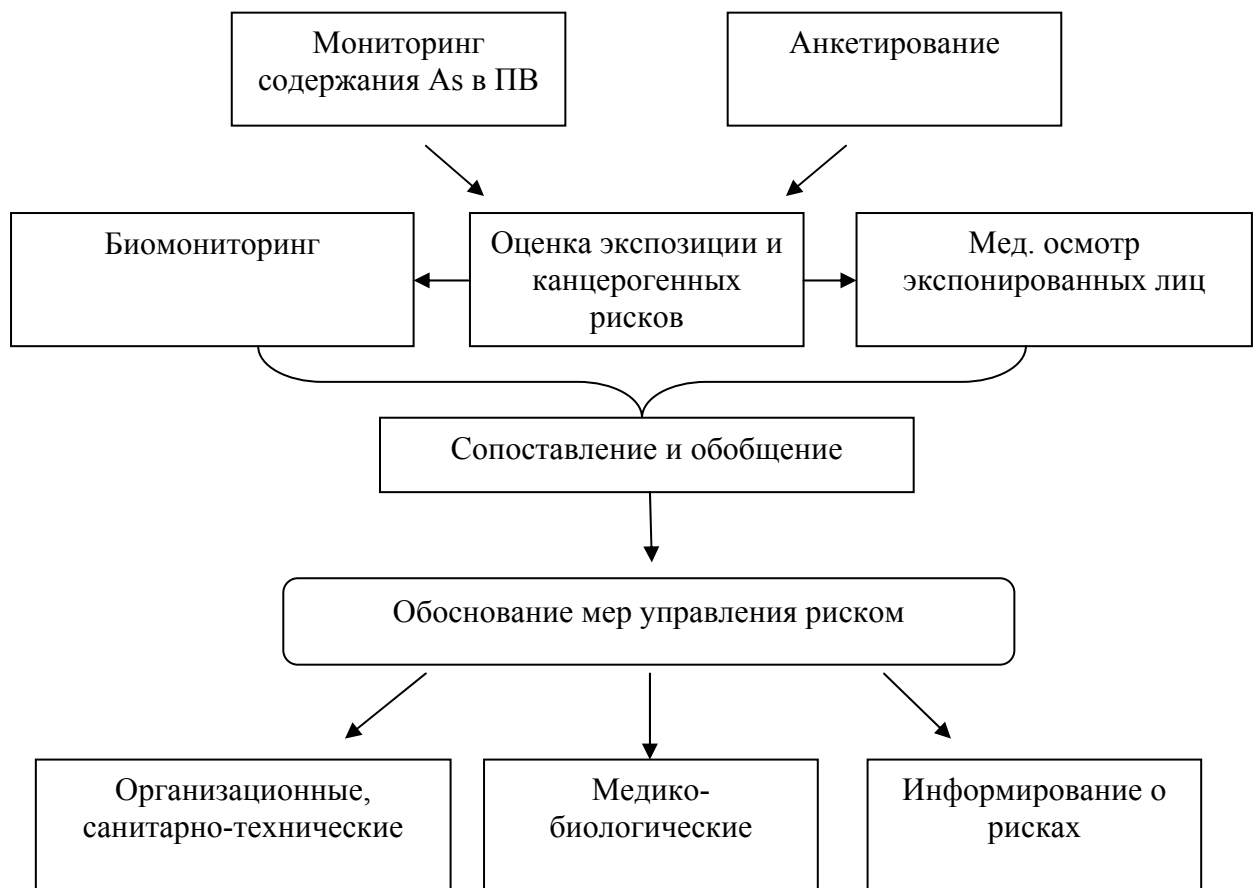 Мониторинг
содержания As в ПВ
Анкетирование
Биомониторинг
Оценка экспозиции и
канцерогенных
рисков
Мед. осмотр
экспонированных лиц
Сопоставление и обобщение
Обоснование мер управления риском
Организационные,
санитарно-технические
Медико-
биологические
Информирование о
рисках